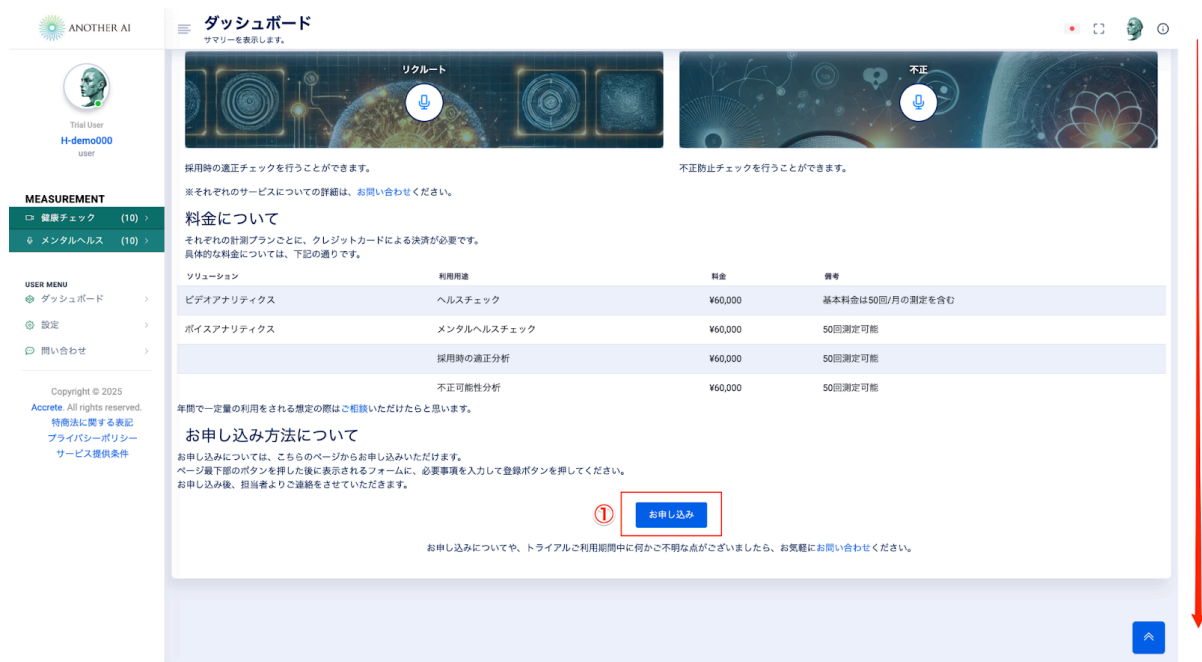 ANOTHER AI
ダッシュボード
サマリーを表示します。
Trial User
H-demo000
user
MEASUREMENT
健康チェック (10)
メンタルヘルス (10)
USER MENU
ダッシュボード
設定
問い合わせ
Copyright © 2025
Accrete. All rights reserved.
特商法に関する表記
プライバシーポリシー
サービス提供条件
リクルート
不正
採用時の適正チェックを行うことができます。
不正防止チェックを行うことができます。
※それぞれのサービスについての詳細は、お問い合わせください。
料金について
それぞれの計測プランごとに、クレジットカードによる決済が必要です。
具体的な料金については、下記の通りです。
ソリューション 利用用途 料金 備考
ビデオアナリティクス ヘルスチェック ¥60,000 基本料金は50回/月の測定を含む
ボイスアナリティクス メンタルヘルスチェック ¥60,000 50回測定可能
採用時の適正分析 ¥60,000 50回測定可能
不正可能性分析 ¥60,000 50回測定可能
年間で一定量の利用をされる想定の際はご相談いただけたらと思います。
お申し込み方法について
お申し込みについては、こちらのページからお申し込みいただけます。
ページ最下部のボタンを押した後に表示されるフォームに、必要事項を入力して登録ボタンを押してください。
お申し込み後、担当者よりご連絡をさせていただきます。
① お申し込み
お申し込みについてや、トライアルご利用期間中に何かご不明な点がございましたら、お気軽にお問い合わせください。